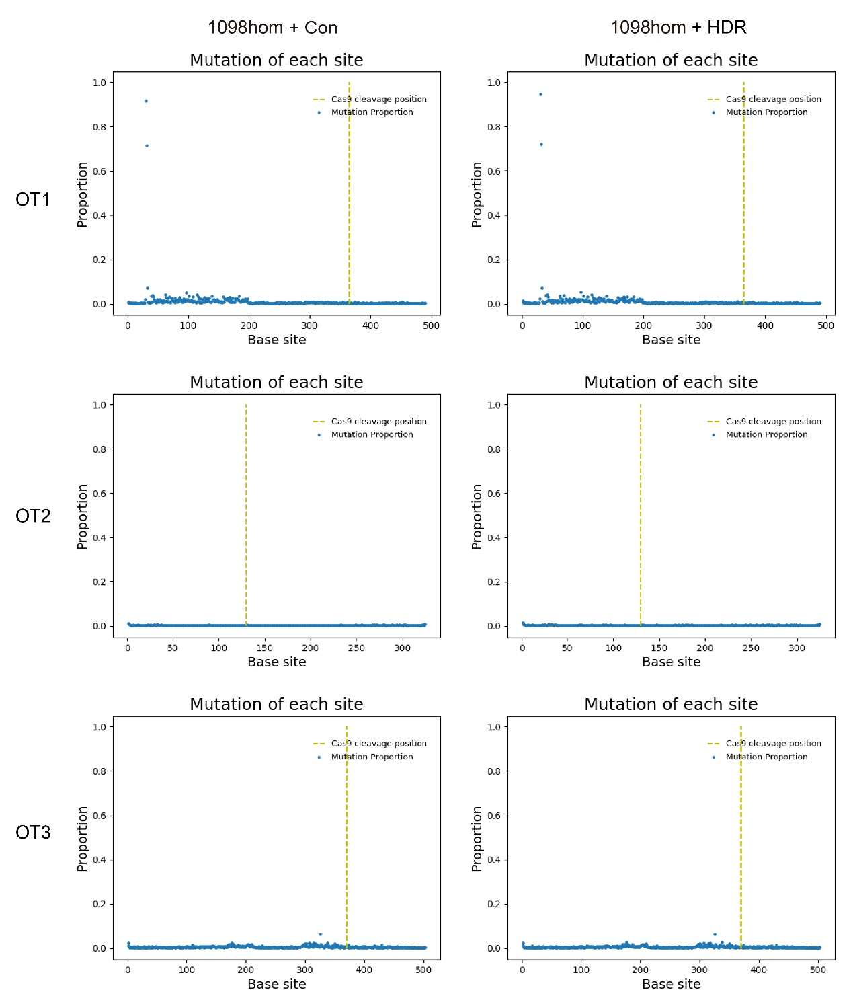 1098hom + Con
1098hom + HDR
OT1
Mutation of each site
1.0
0.8
0.6
0.4
0.2
0.0
Proportion
Cas9 cleavage position
Mutation Proportion
0 100 200 300 400 500
Base site
Mutation of each site
1.0
0.8
0.6
0.4
0.2
0.0
Proportion
Cas9 cleavage position
Mutation Proportion
0 100 200 300 400 500
Base site
OT2
Mutation of each site
1.0
0.8
0.6
0.4
0.2
0.0
Proportion
Cas9 cleavage position
Mutation Proportion
0 50 100 150 200 250 300
Base site
Mutation of each site
1.0
0.8
0.6
0.4
0.2
0.0
Proportion
Cas9 cleavage position
Mutation Proportion
0 50 100 150 200 250 300
Base site
OT3
Mutation of each site
1.0
0.8
0.6
0.4
0.2
0.0
Proportion
Cas9 cleavage position
Mutation Proportion
0 100 200 300 400 500
Base site
Mutation of each site
1.0
0.8
0.6
0.4
0.2
0.0
Proportion
Cas9 cleavage position
Mutation Proportion
0 100 200 300 400 500
Base site